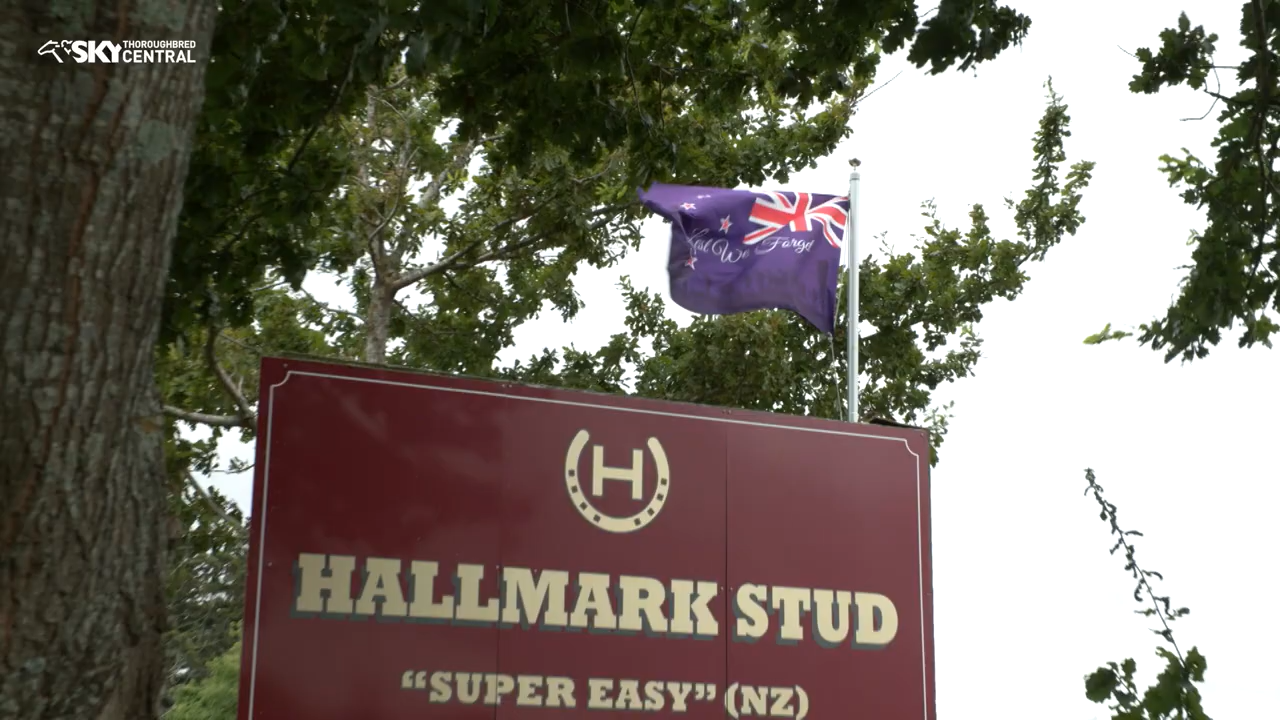 SKY THOROUGHBRED CENTRAL
Lest We Forget
H
HALLMARK STUD
“SUPER EASY” (NZ)